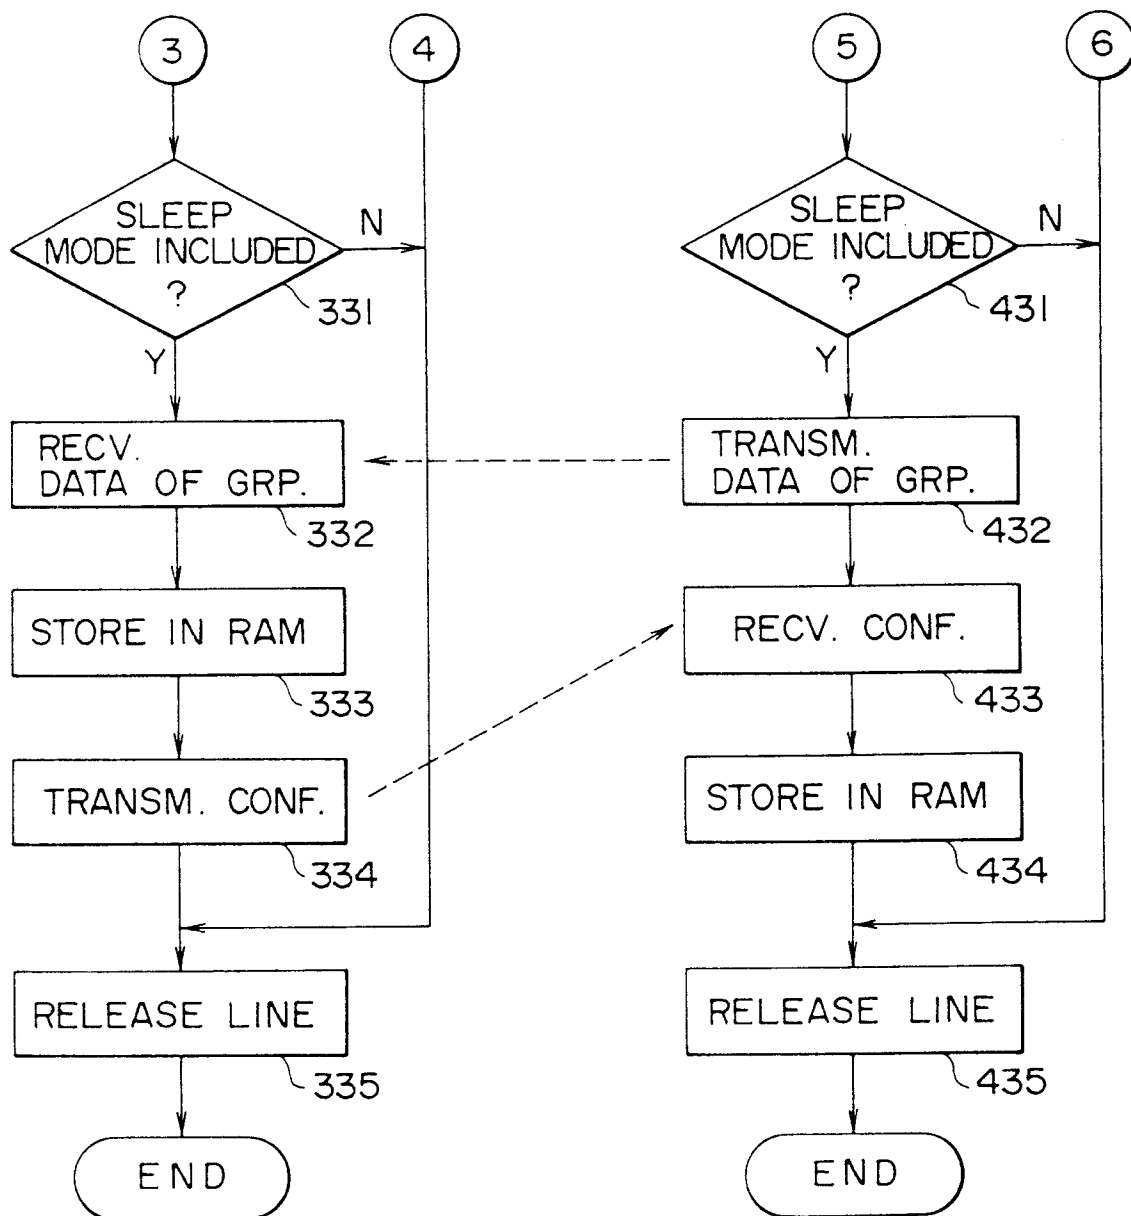 3
4
SLEEP
MODE INCLUDED
?
N
331
Y
RECV.
DATA OF GRP.
332
STORE IN RAM
333
TRANSM. CONF.
334
RELEASE LINE
335
END
5
6
SLEEP
MODE INCLUDED
?
N
431
Y
TRANSM.
DATA OF GRP.
432
RECV. CONF.
433
STORE IN RAM
434
RELEASE LINE
435
END